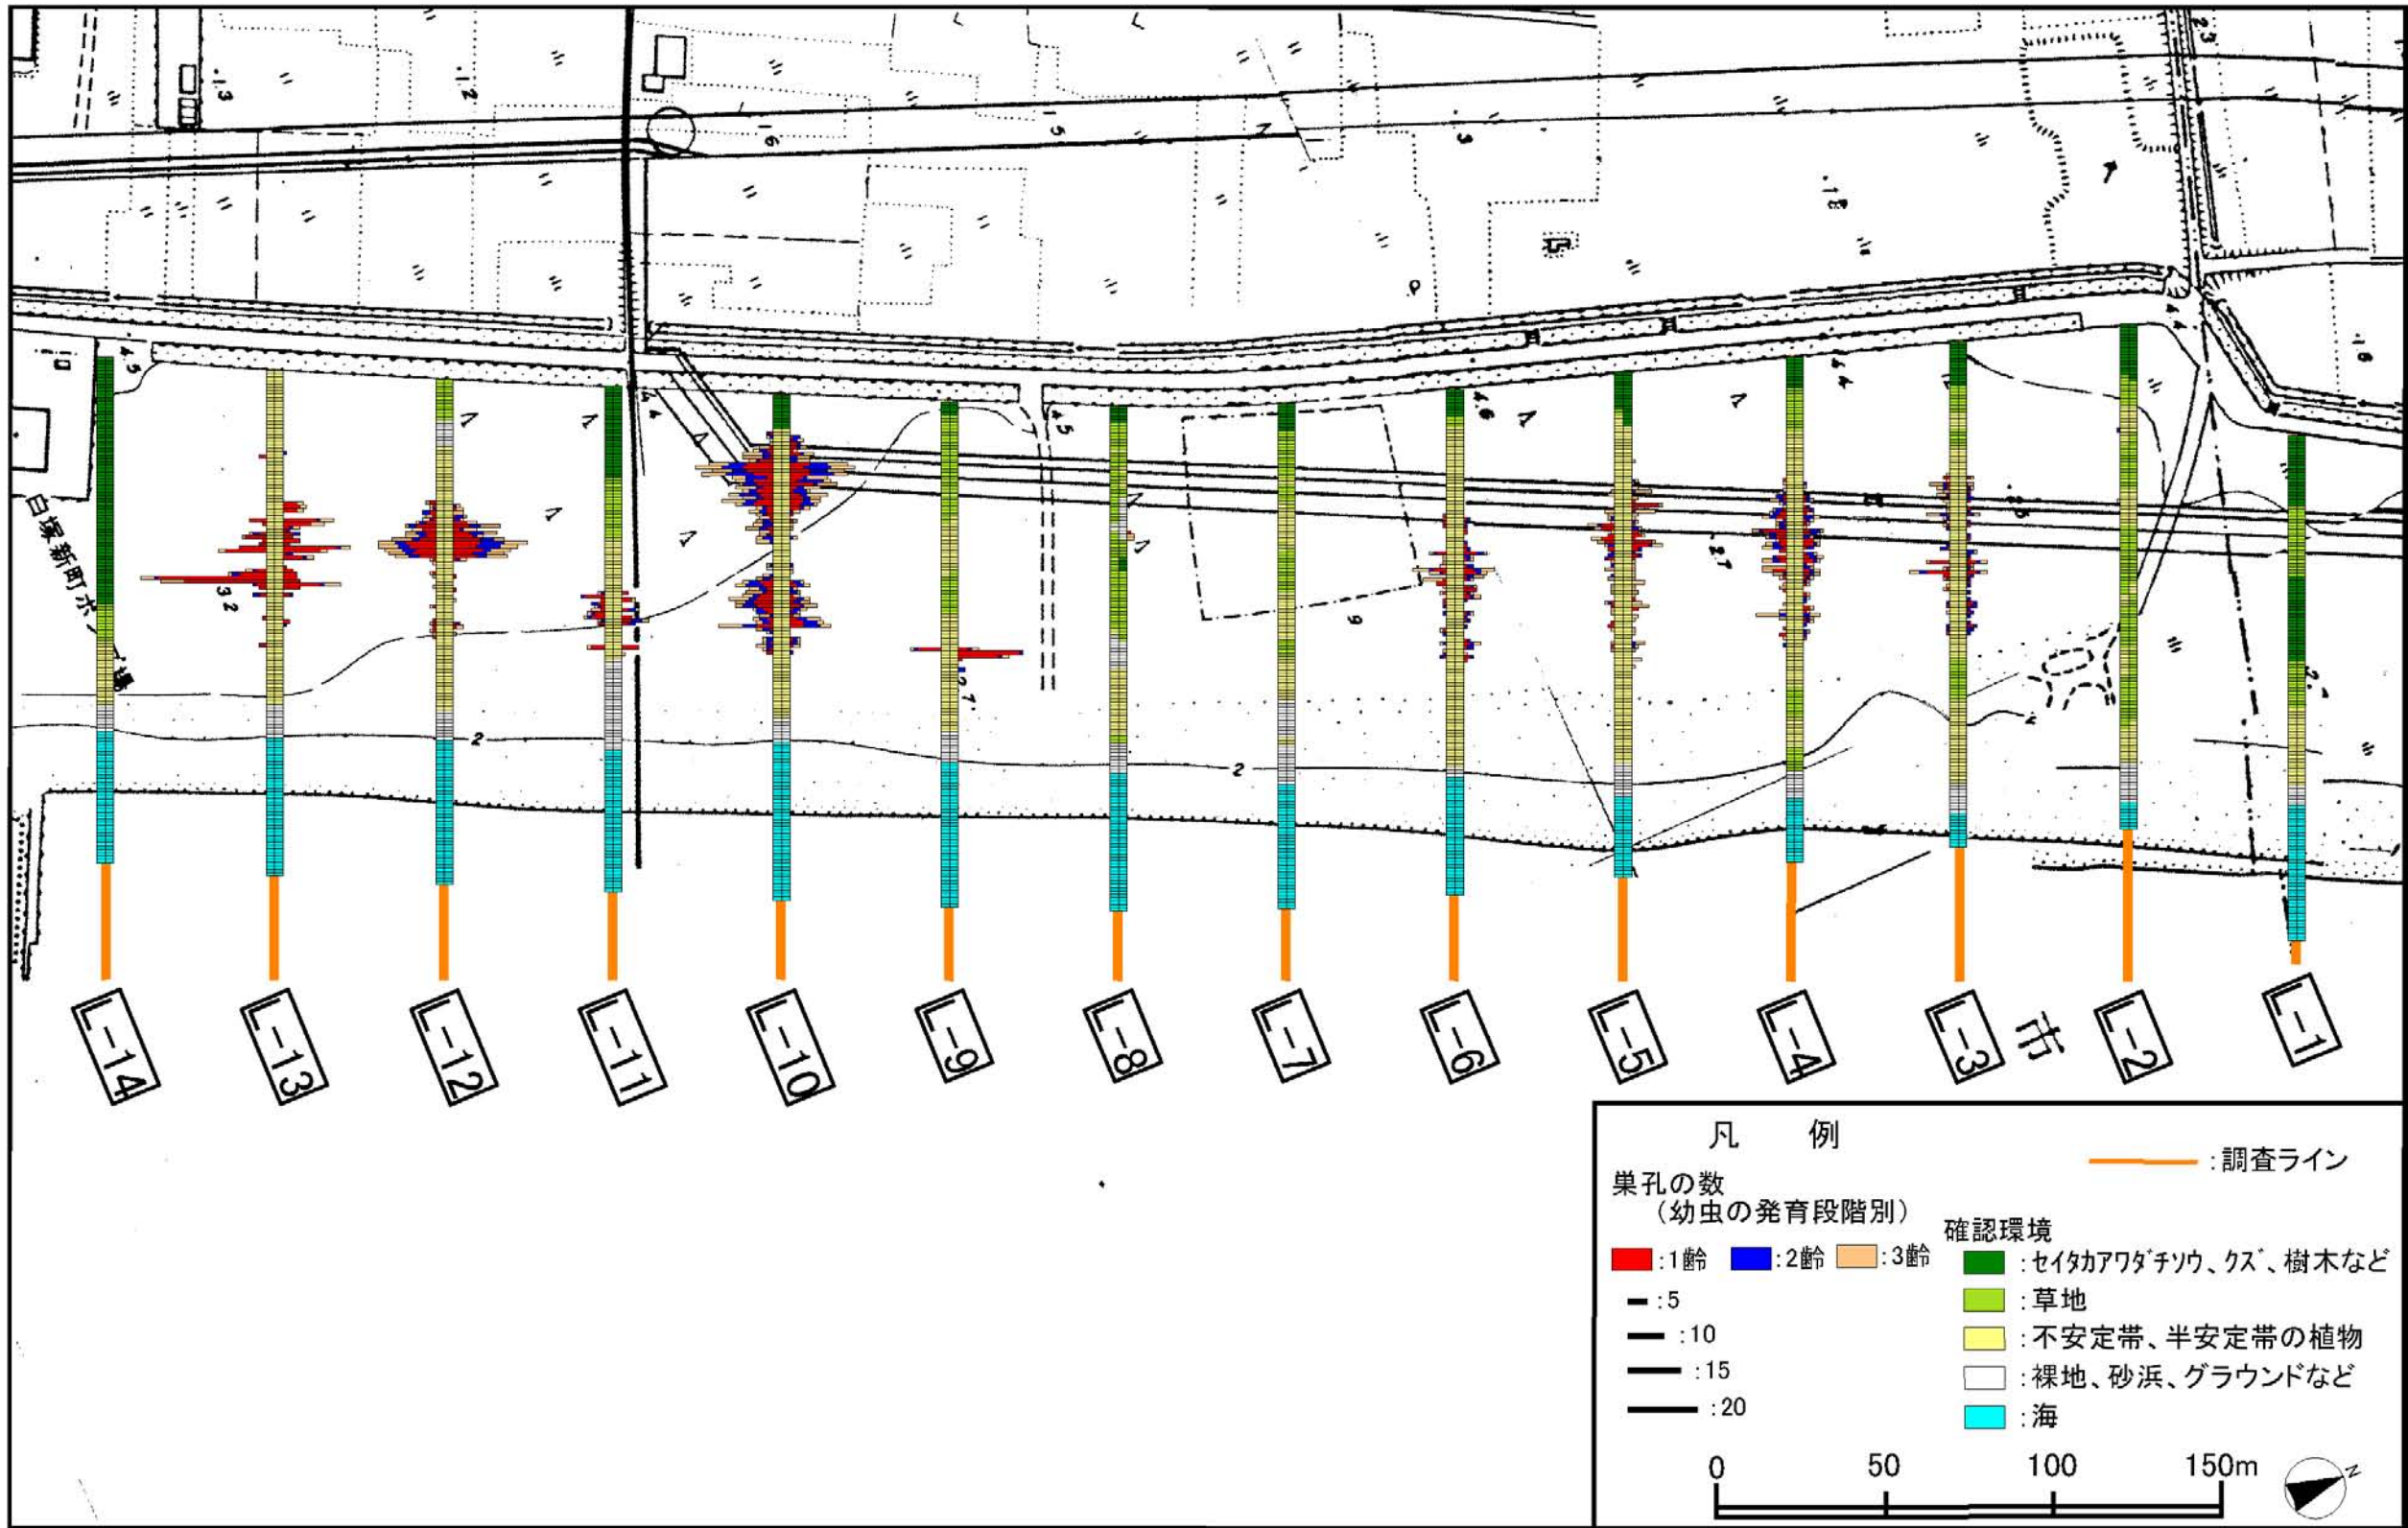 白塚新町ポンプ場
L-14
L-13
L-12
L-11
L-10
L-9
L-8
L-7
L-6
L-5
L-4
L-3
市
L-2
L-1
凡 例
:調査ライン
巣孔の数
(幼虫の発育段階別)
:1齢 :2齢 :3齢
:5
:10
:15
:20
確認環境
:セイタカアワダチソウ、クズ、樹木など
:草地
:不安定帯、半安定帯の植物
:裸地、砂浜、グラウンドなど
:海
0 50 100 150m
N